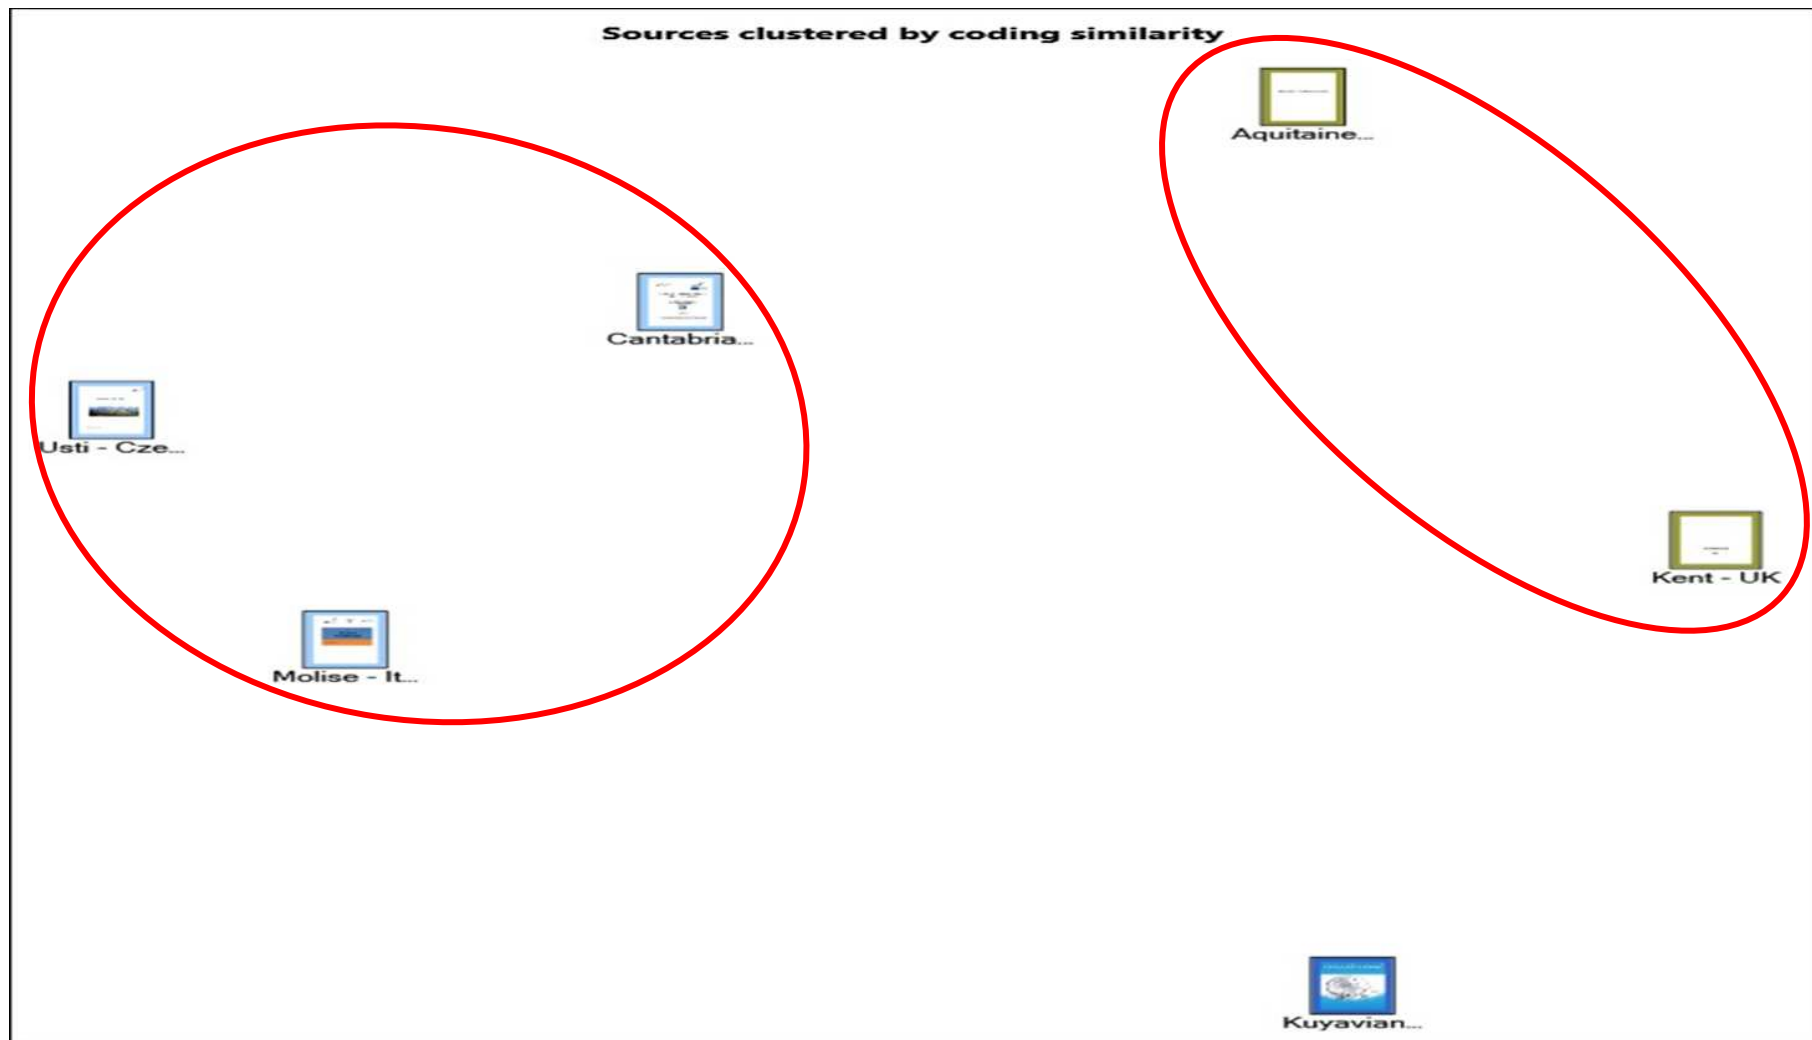 Sources clustered by coding similarity
Aquitaine...
Cantabria...
Usti - Cze...
Kent - UK
Molise - It...
Kuyavian...